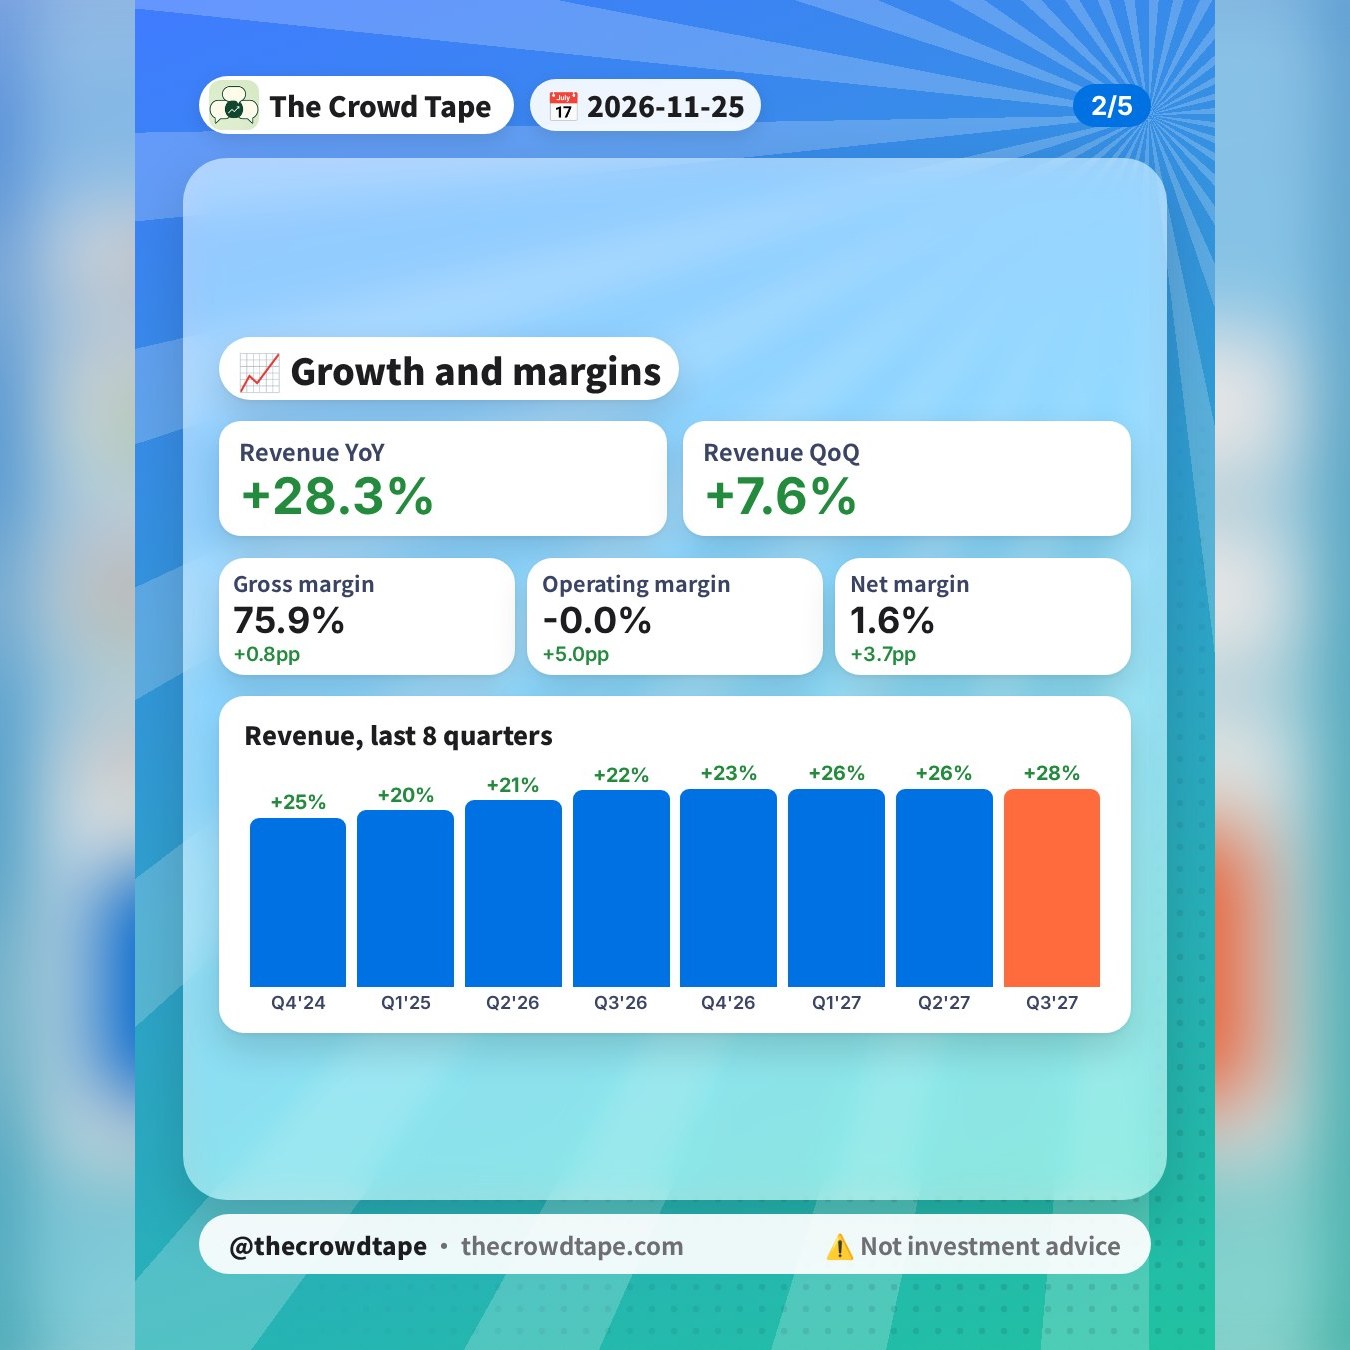 The Crowd Tape
2026-11-25
2/5
Growth and margins
Revenue YoY
+28.3%
Revenue QoQ
+7.6%
Gross margin
75.9%
+0.8pp
Operating margin
-0.0%
+5.0pp
Net margin
1.6%
+3.7pp
Revenue, last 8 quarters
+25% +20% +21% +22% +23% +26% +26% +28%
Q4'24 Q1'25 Q2'26 Q3'26 Q4'26 Q1'27 Q2'27 Q3'27
@thecrowdtape • thecrowdtape.com
⚠️ Not investment advice